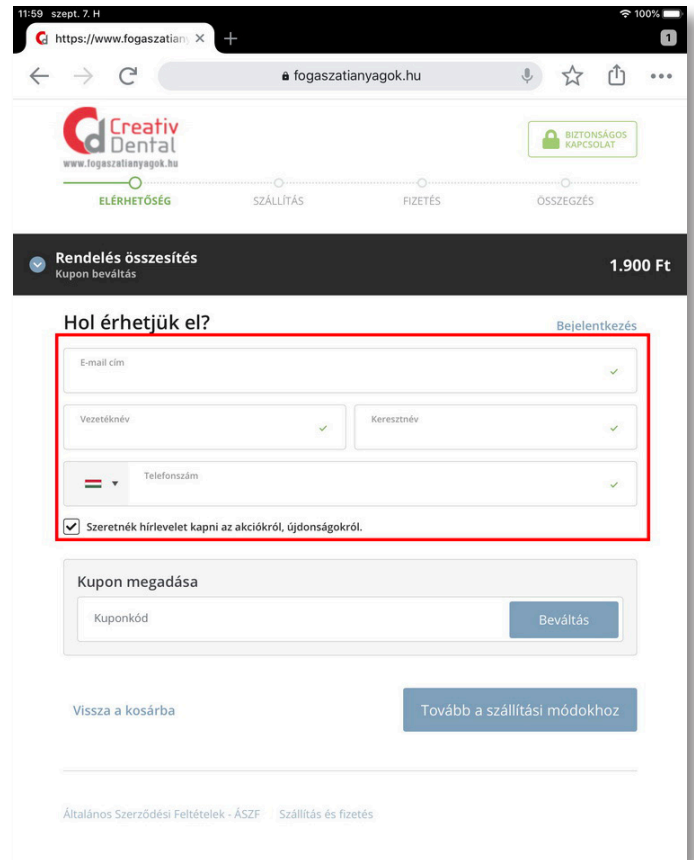 11:59 szept. 7. H 100%
https://www.fogaszatian
1
fogaszatianyagok.hu
Creativ
Dental
www.fogaszatianyagok.hu
BIZTONSÁGOS
KAPCSOLAT
ELÉRHETŐSÉG SZÁLLÍTÁS FIZETÉS ÖSSZEGZÉS
Rendelés összesítés
Kupon beváltás
1.900 Ft
Hol érhetjük el? Bejelentkezés
E-mail cím
Vezetéknév Keresztnév
Telefonszám
Szeretnék hírlevelet kapni az akciókról, újdonságokról.
Kupon megadása
Kuponkód Beváltás
Vissza a kosárba Tovább a szállítási módokhoz
Általános Szerződési Feltételek - ÁSZF Szállítás és fizetés